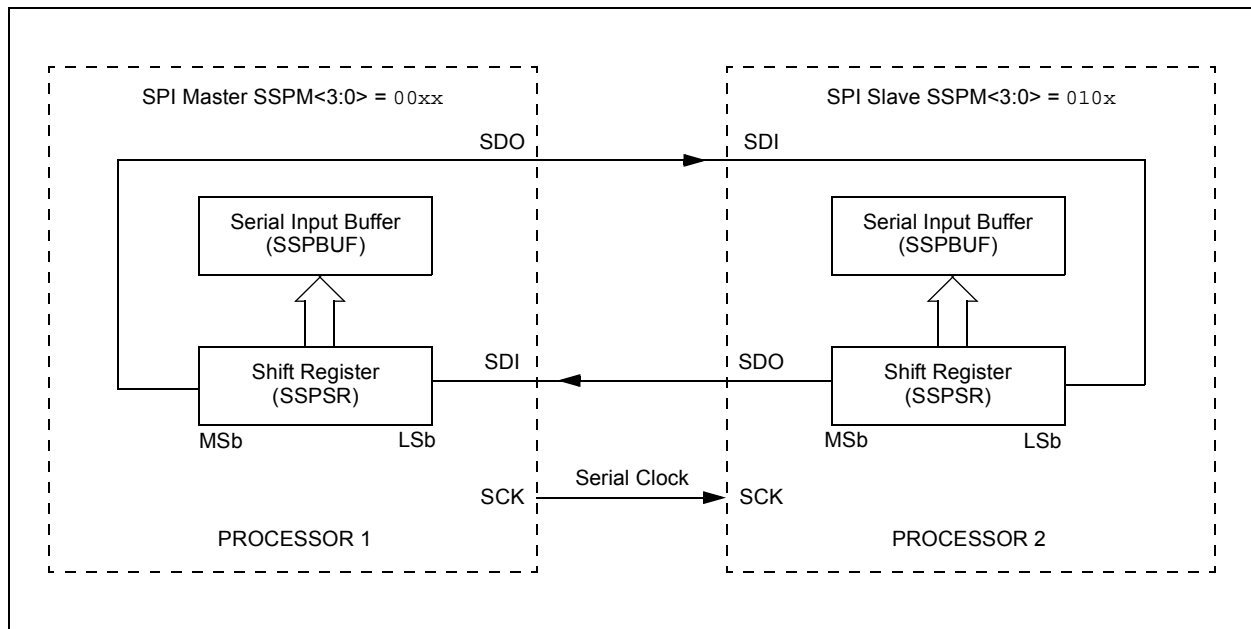 SPI Master SSPM<3:0> = 00xx
SPI Slave SSPM<3:0> = 010x
SDO
SDI
Serial Input Buffer
(SSPBUF)
Serial Input Buffer
(SSPBUF)
Shift Register
(SSPSR)
SDI
SDO
Shift Register
(SSPSR)
MSb
LSb
MSb
LSb
Serial Clock
SCK
SCK
PROCESSOR 1
PROCESSOR 2